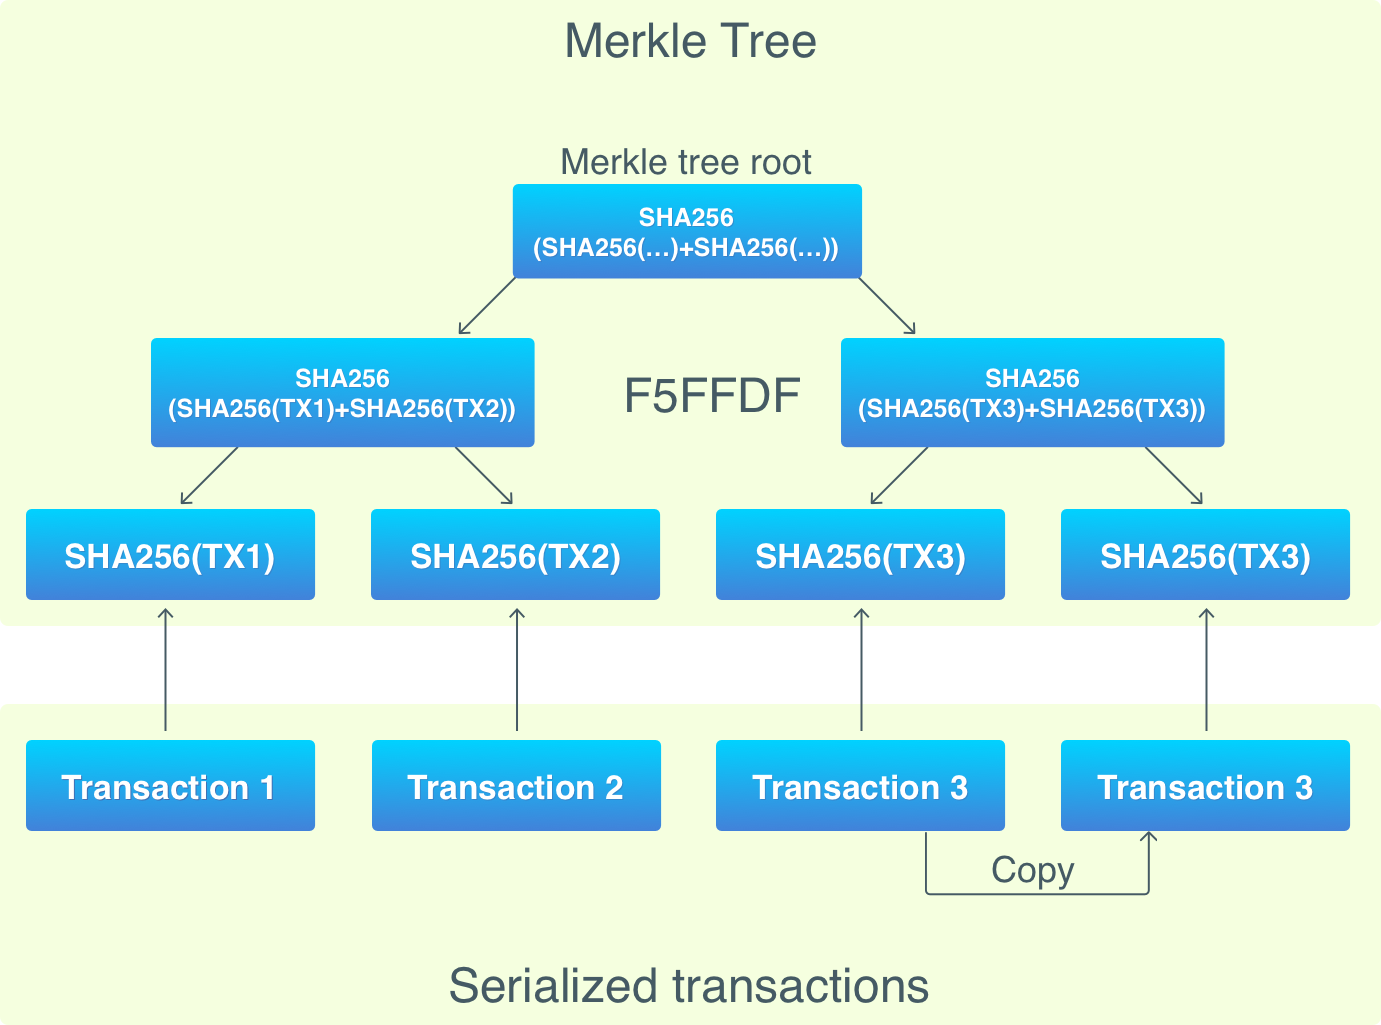 Merkle Tree
Merkle tree root
SHA256
(SHA256(...)+SHA256(...))
SHA256
(SHA256(TX1)+SHA256(TX2))
F5FFDF
SHA256
(SHA256(TX3)+SHA256(TX3))
SHA256(TX1)
SHA256(TX2)
SHA256(TX3)
SHA256(TX3)
Transaction 1
Transaction 2
Transaction 3
Transaction 3
Copy
Serialized transactions